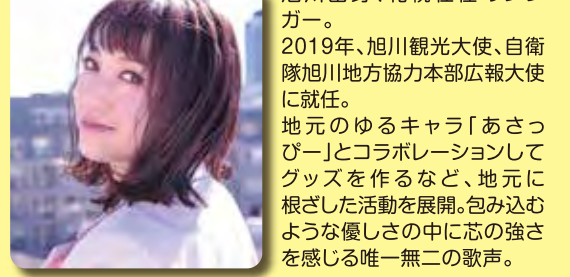 ガー。
2019年、旭川観光大使、自衛
隊旭川地方協力本部広報大使
に就任。
地元のゆるキャラ「あさっ
ぴー」とコラボレーションして
グッズを作るなど、地元に
根ざした活動を展開。包み込む
ような優しさの中に芯の強さ
を感じる唯一無二の歌声。